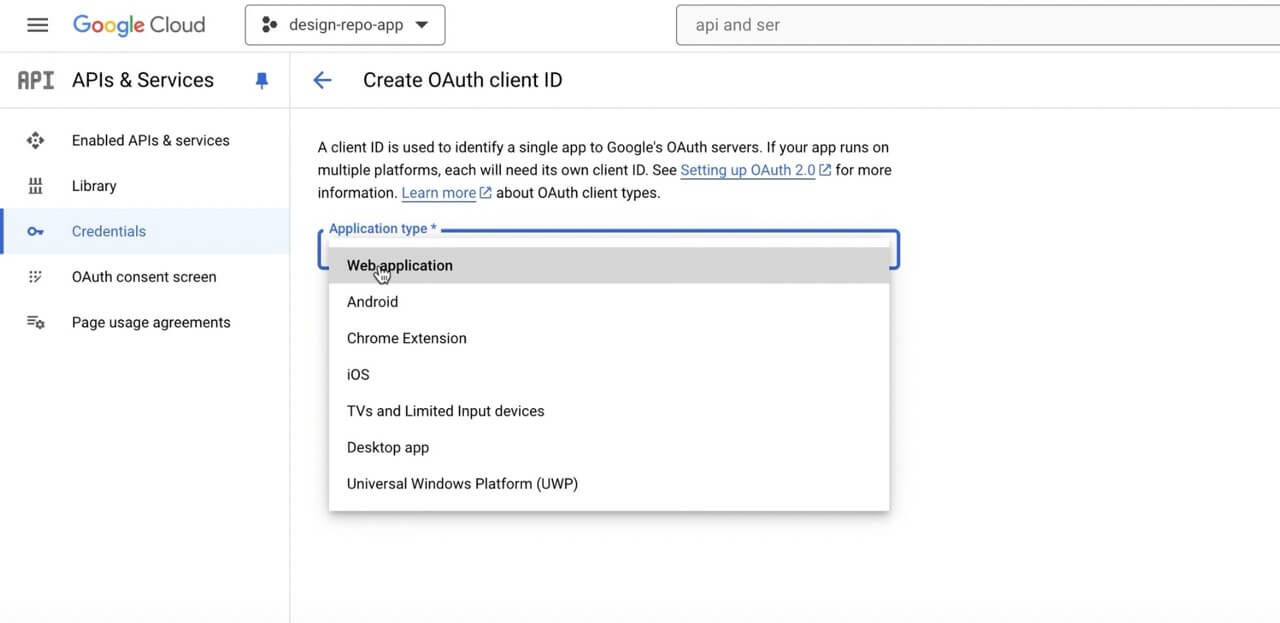 Google Cloud
design-repo-app
api and ser
API
APIs & Services
Create OAuth client ID
Enabled APIs & services
Library
Credentials
OAuth consent screen
Page usage agreements
A client ID is used to identify a single app to Google's OAuth servers. If your app runs on
multiple platforms, each will need its own client ID. See Setting up OAuth 2.0 for more
information. Learn more about OAuth client types.
Application type *
Web application
Android
Chrome Extension
iOS
TVs and Limited Input devices
Desktop app
Universal Windows Platform (UWP)